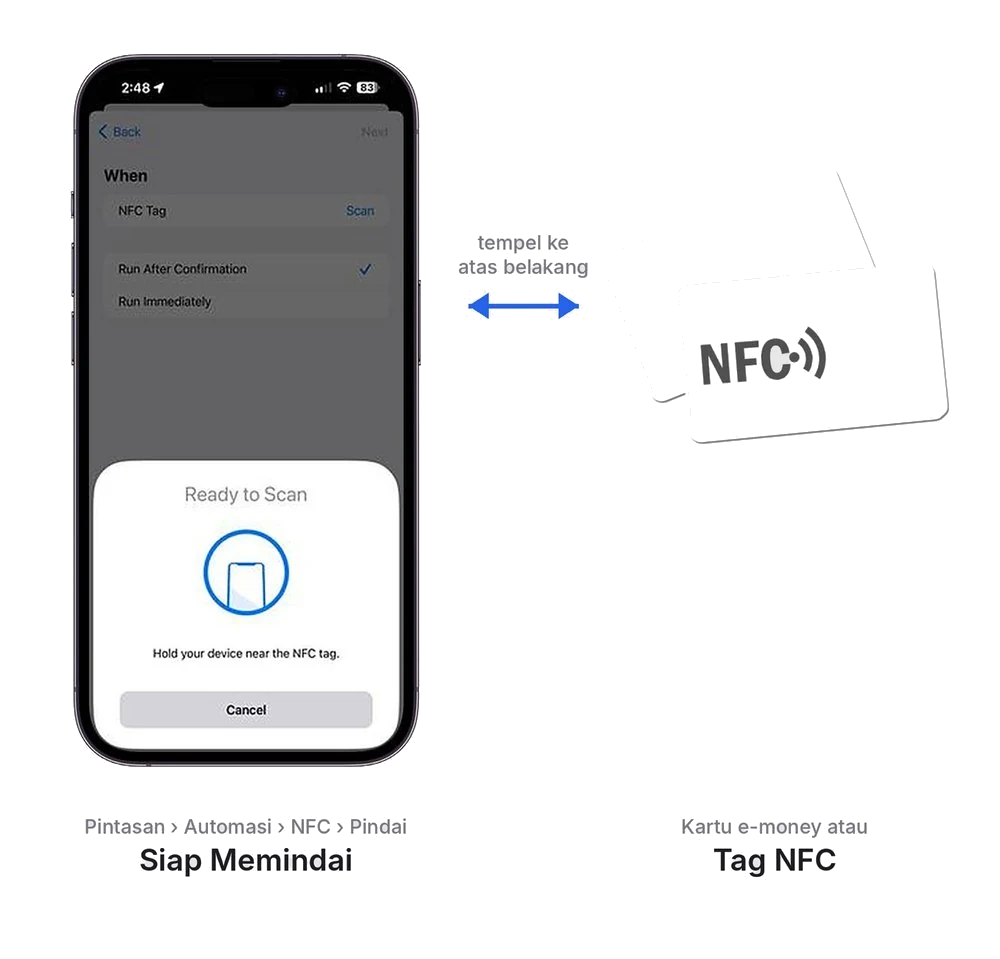 2:48
83
Back
Next
When
NFC Tag
Scan
Run After Confirmation
Run Immediately
Ready to Scan
Hold your device near the NFC tag.
Cancel
tempel ke
atas belakang
NFC
Pintasan › Automasi › NFC › Pindai
Siap Memindai
Kartu e-money atau
Tag NFC